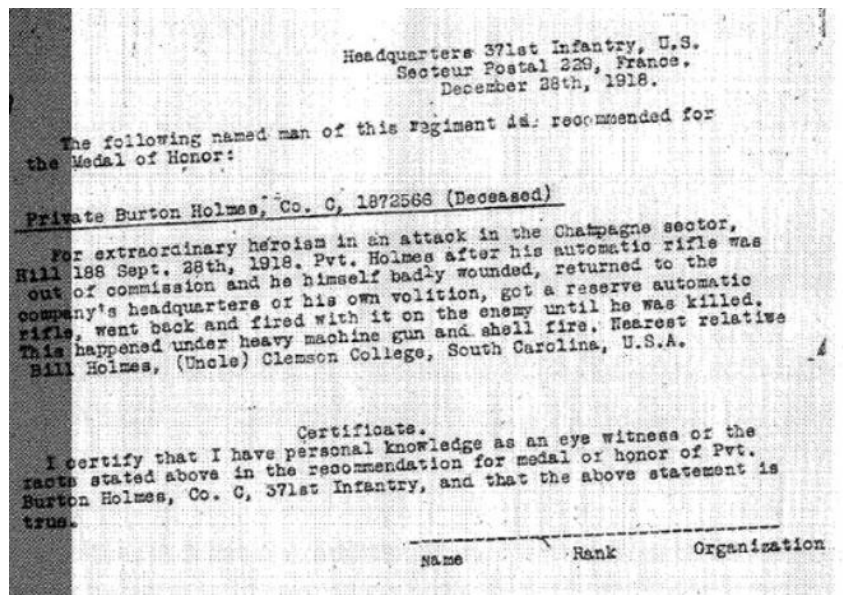 Headquarters 371st Infantry, U.S.
Secteur Postal 229, France.
December 28th, 1918.
The following named man of this regiment is recommended for
the Medal of Honor:
Private Burton Holmes, Co. C, 1872566 (Deceased)
For extraordinary heroism in an attack in the Champagne sector,
Hill 188 Sept. 28th, 1918. Pvt. Holmes after his automatic rifle was
out of commission and he himself badly wounded, returned to the
company's headquarters of his own volition, got a reserve automatic
rifle, went back and fired with it on the enemy until he was killed.
This happened under heavy machine gun and shell fire. Nearest relative
Bill Holmes, (Uncle) Clemson College, South Carolina, U.S.A.
Certificate.
I certify that I have personal knowledge as an eye witness of the
facts stated above in the recommendation for medal of honor of Pvt.
Burton Holmes, Co. C, 371st Infantry, and that the above statement is
true.
Name Rank Organization